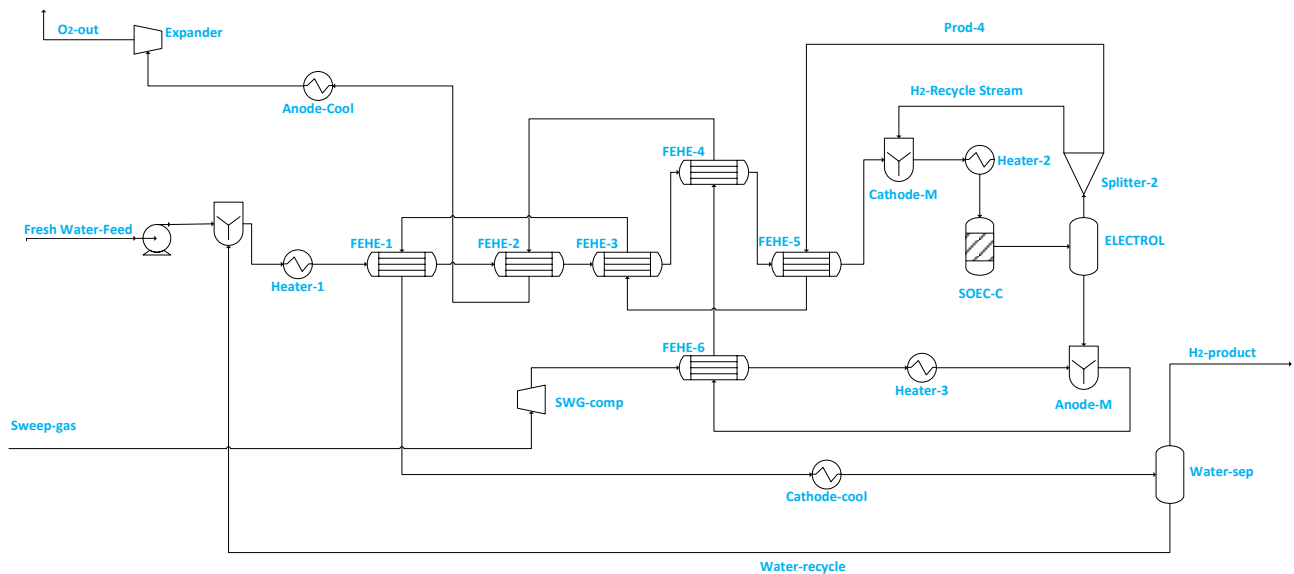 Prod-4
O2-out
Expander
H2-Recycle Stream
Anode-Cool
FEHE-4
Heater-2
Cathode-M
Splitter-2
Fresh Water-Feed
FEHE-1
FEHE-2
FEHE-3
FEHE-5
ELECTROL
Heater-1
SOEC-C
FEHE-6
H2-product
Heater-3
SWG-comp
Anode-M
Sweep-gas
Water-sep
Cathode-cool
Water-recycle